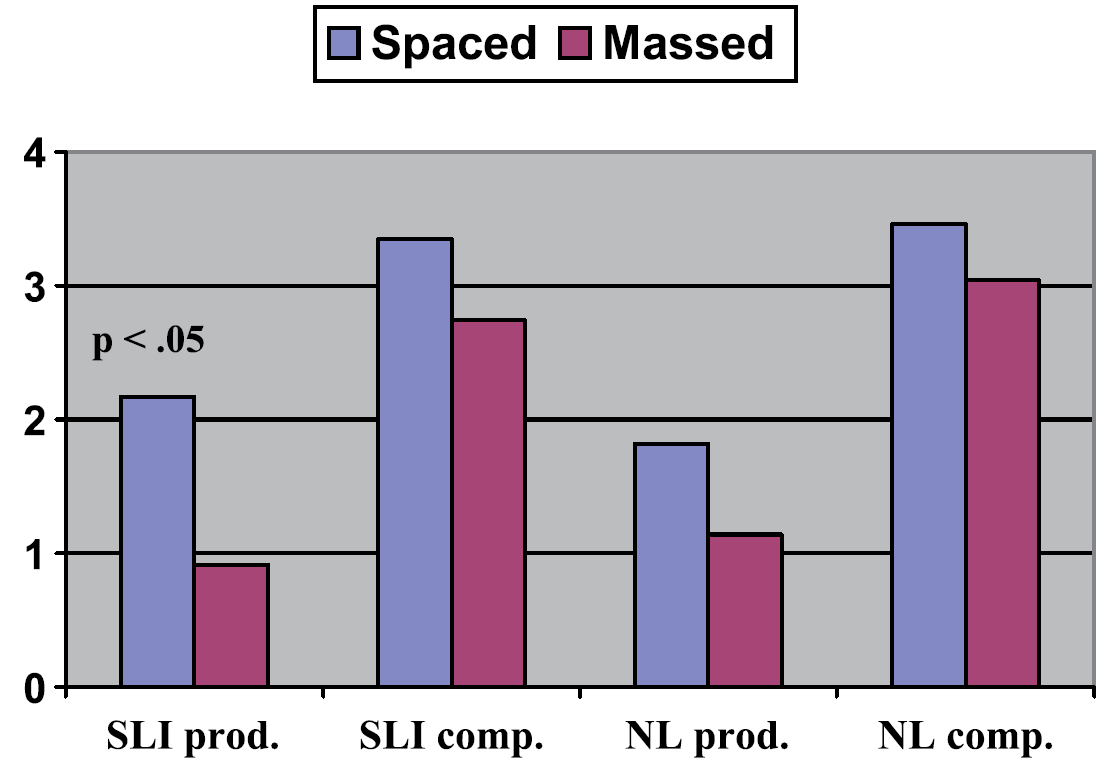 Spaced Massed
4
3
p < .05
2
1
0
SLI prod. SLI comp. NL prod. NL comp.